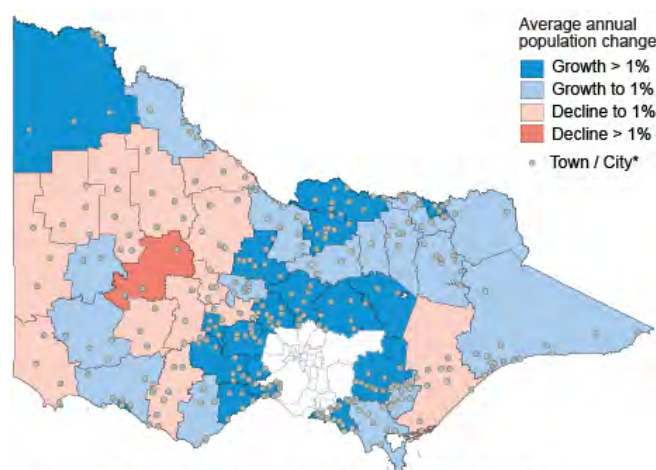 Average annual
population change
Growth > 1%
Growth to 1%
Decline to 1%
Decline > 1%
Town / City*